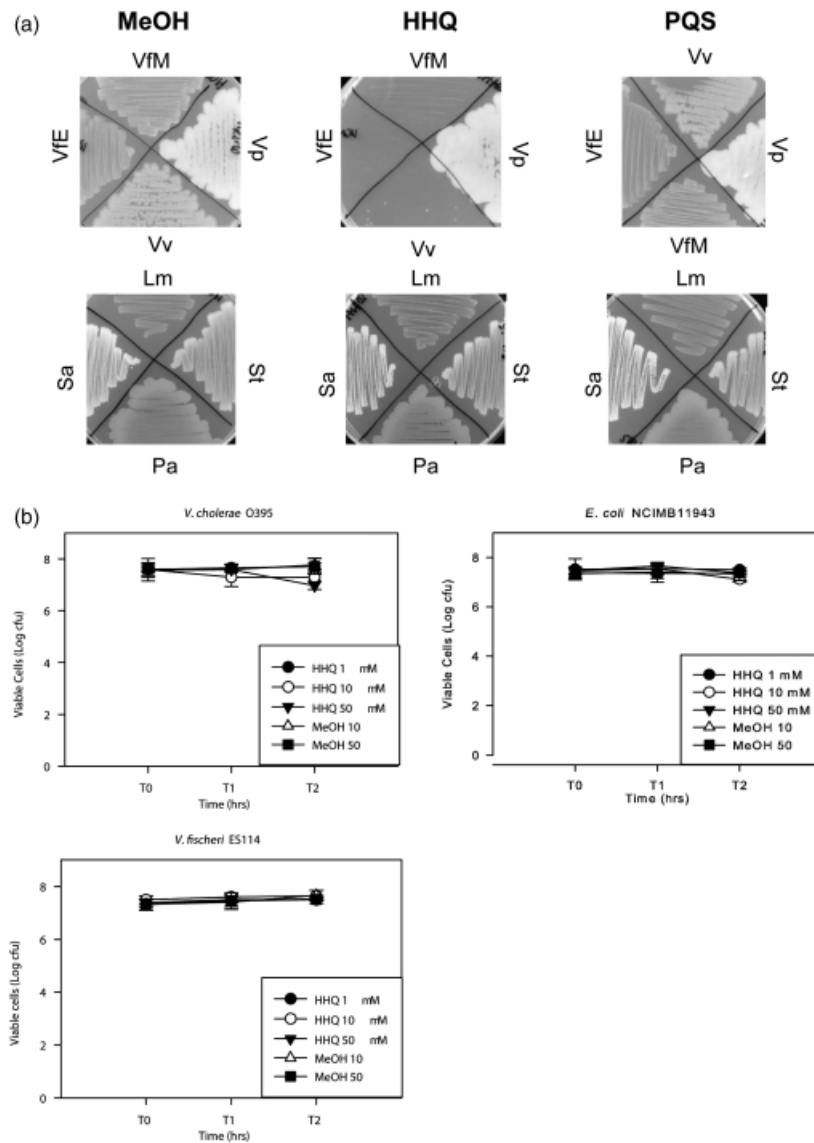 (a) MeOH HHQ PQS
VfM VfM Vv
VfE Vp VfE Vp
Vv Vv VfM
Lm Lm Lm
Sa St Sa St Sa St
Pa Pa Pa
(b)
V. cholerae O395
Viable Cells (Log cfu)
8
6
4
2
0
HHQ 1 mM
HHQ 10 mM
HHQ 50 mM
MeOH 10
MeOH 50
T0 T1 T2
Time (hrs)
E. coli NCIMB11943
Viable Cells (Log cfu)
8
6
4
2
0
HHQ 1 mM
HHQ 10 mM
HHQ 50 mM
MeOH 10
MeOH 50
T0 T1 T2
Time (hrs)
V. fischeri ES114
Viable cells (Log cfu)
8
6
4
2
0
HHQ 1 mM
HHQ 10 mM
HHQ 50 mM
MeOH 10
MeOH 50
T0 T1 T2
Time (hrs)